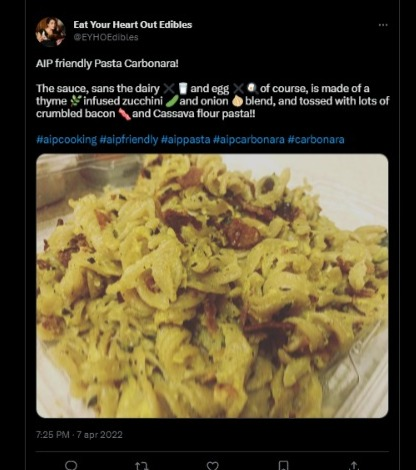 Eat Your Heart Out Edibles
@EYHOEdibles
AIP friendly Pasta Carbonara!
The sauce, sans the dairy ✖️🥛and egg ✖️🍳of course, is made of a
thyme 🌿infused zucchini 🥒and onion 🧅blend, and tossed with lots of
crumbled bacon 🥓and Cassava flour pasta!!
#aipcooking #aipfriendly #aippasta #aipcarbonara #carbonara
7:25 PM · 7 apr 2022